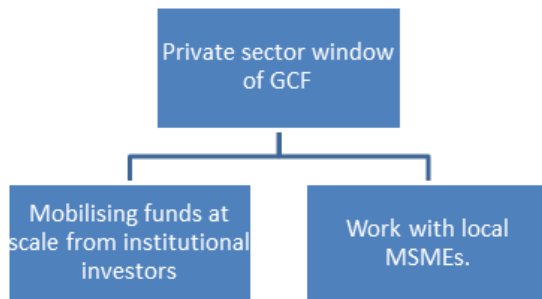 Private sector window
of GCF
Mobilising funds at
scale from institutional
investors
Work with local
MSMEs.